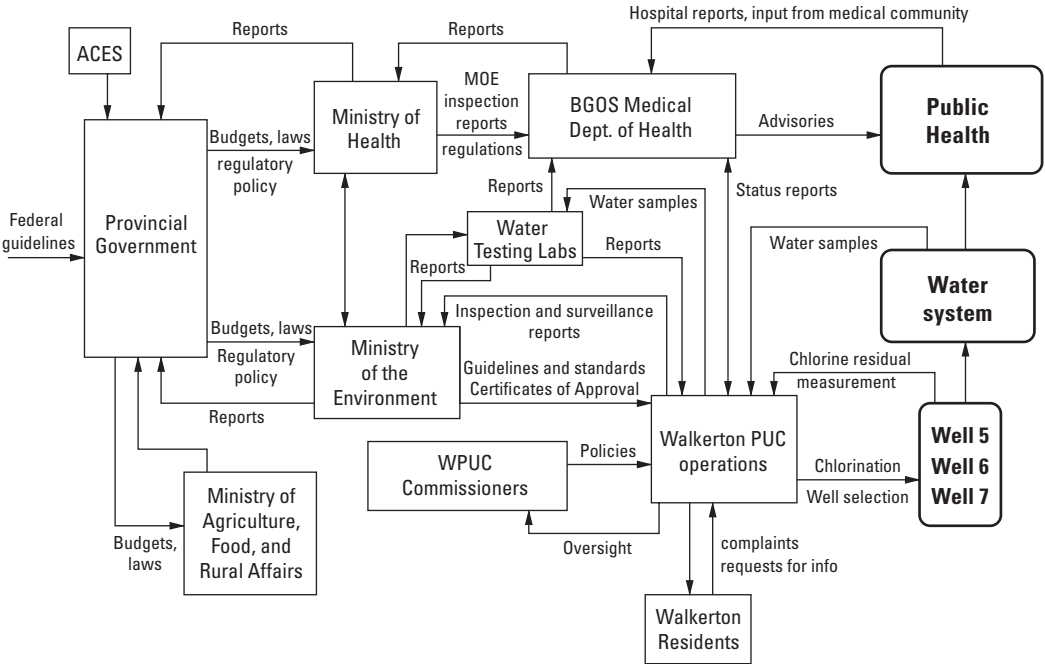 Hospital reports, input from medical community
Reports
Reports
ACES
MOE
inspection
reports
regulations
Ministry of
Health
BGOS Medical
Dept. of Health
Advisories
Public
Health
Budgets, laws
regulatory
policy
Reports
Status reports
Federal
guidelines
Provincial
Government
Water samples
Water
Testing Labs
Reports
Reports
Water samples
Water
system
Inspection and surveillance
reports
Budgets, laws
Regulatory
policy
Ministry
of the
Environment
Guidelines and standards
Certificates of Approval
Chlorine residual
measurement
Reports
WPUC
Commissioners
Policies
Walkerton PUC
operations
Chlorination
Well selection
Well 5
Well 6
Well 7
Ministry of
Agriculture,
Food, and
Rural Affairs
Budgets,
laws
Oversight
complaints
requests for info
Walkerton
Residents